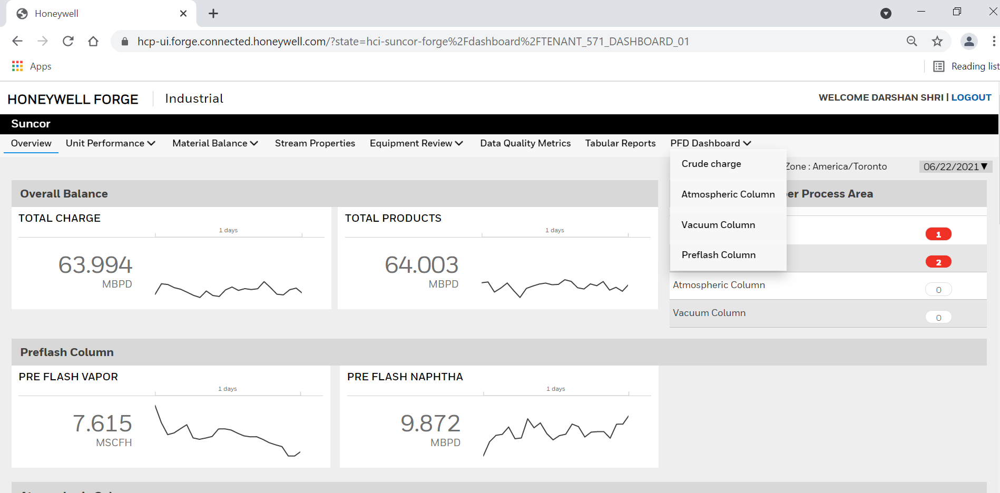 Honeywell
hcp-ui.forge.connected.honeywell.com/?state=hci-suncor-forge%2Fdashboard%2FTENANT_571_DASHBOARD_01
Apps
Reading list
HONEYWELL FORGE
Industrial
WELCOME DARSHAN SHRI | LOGOUT
Suncor
Overview
Unit Performance
Material Balance
Stream Properties
Equipment Review
Data Quality Metrics
Tabular Reports
PFD Dashboard
Crude charge
Atmospheric Column
Vacuum Column
Preflash Column
Zone : America/Toronto
06/22/2021
Overall Balance
per Process Area
TOTAL CHARGE
1 days
63.994
MBPD
TOTAL PRODUCTS
1 days
64.003
MBPD
1
2
Atmospheric Column
0
Vacuum Column
0
Preflash Column
PRE FLASH VAPOR
1 days
7.615
MSCFH
PRE FLASH NAPHTHA
1 days
9.872
MBPD